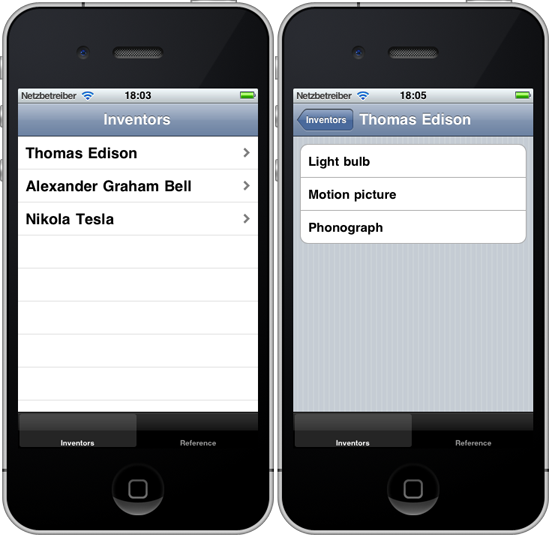 Netzbetreiber 18:03
Inventors
Thomas Edison
Alexander Graham Bell
Nikola Tesla
Inventors Reference
Netzbetreiber 18:05
Inventors Thomas Edison
Light bulb
Motion picture
Phonograph
Inventors Reference